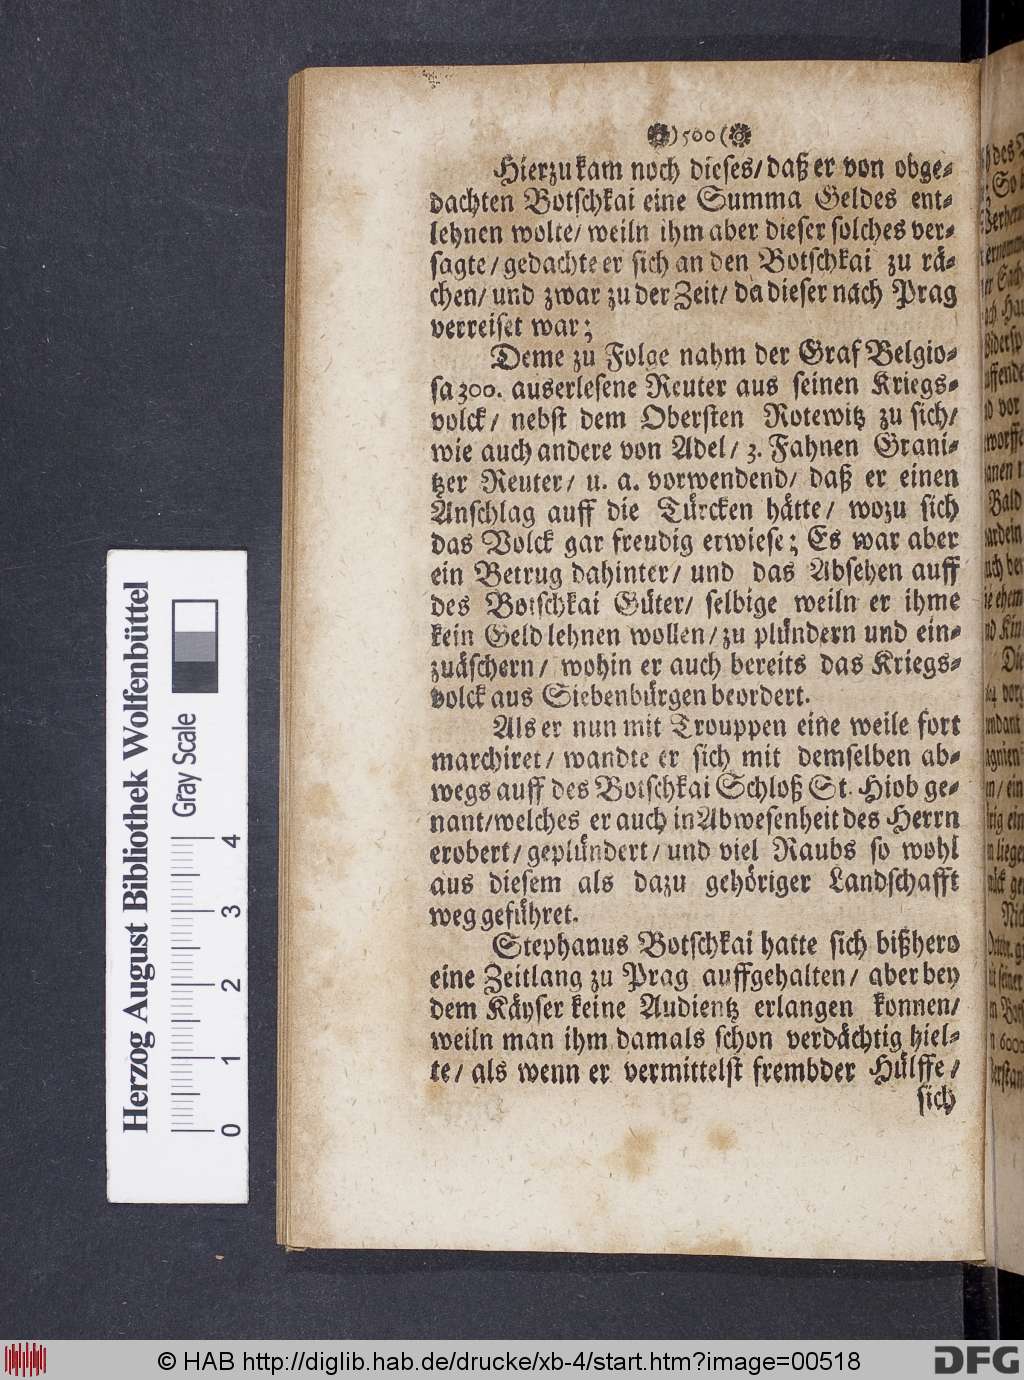 )500(
Hierzu kam noch dieses/ daß er von obge-
dachten Botschkai eine Summa Geldes ent-
lehnen wolte/ weiln ihm aber dieser solches ver-
sagte/ gedachte er sich an den Botschkai zu rä-
chen/ und zwar zu der Zeit/ da dieser nach Prag
verreiset war;
Deme zu Folge nahm der Graf Belgio-
sa 300. auserlesene Reuter aus seinen Kriegs-
volck/ nebst dem Obersten Rotewitz zu sich/
wie auch andere von Adel/ 3. Fahnen Grani-
tzer Reuter/ u. a. vorwendend/ daß er einen
Anschlag auff die Türcken hätte/ wozu sich
das Volck gar freudig erwiese; Es war aber
ein Betrug dahinter/ und das Absehen auff
des Botschkai Güter/ selbige weiln er ihme
kein Geld lehnen wollen/ zu plündern und ein-
zuäschern/ wohin er auch bereits das Kriegs-
volck aus Siebenbürgen beordert.
Als er nun mit Trouppen eine weile fort
marchiret/ wandte er sich mit demselben ab-
wegs auff des Botschkai Schloß St. Hiob ge-
nant/ welches er auch in Abwesenheit des Herrn
erobert/ geplündert/ und viel Raubs so wohl
aus diesem als dazu gehöriger Landschafft
weg geführet.
Stephanus Botschkai hatte sich bißhero
eine Zeitlang zu Prag auffgehalten/ aber bey
dem Käyser keine Audientz erlangen konnen/
weiln man ihm damals schon verdächtig hiel-
te/ als wenn er vermittelst frembder Hülffe/
sich
Herzog August Bibliothek Wolfenbüttel
Gray Scale
0 1 2 3 4
© HAB http://diglib.hab.de/drucke/xb-4/start.htm?image=00518
DFG